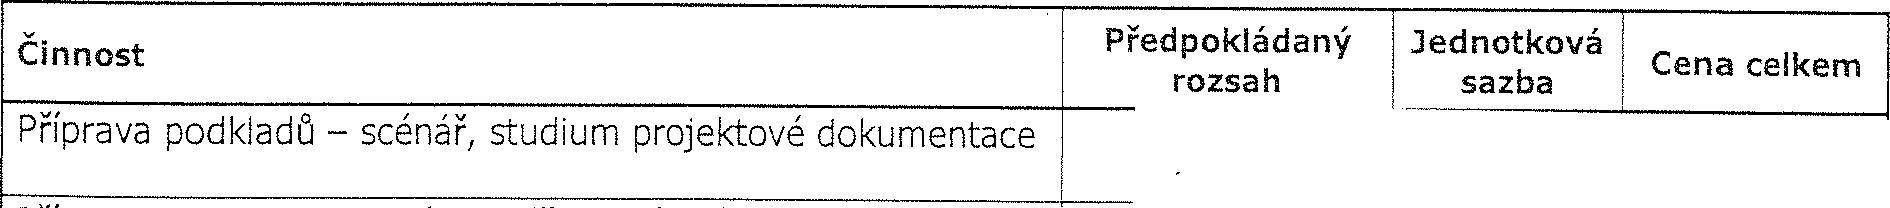 Činnost
Předpokládaný rozsah
Jednotková sazba
Cena celkem
Příprava podkladů – scénář, studium projektové dokumentace